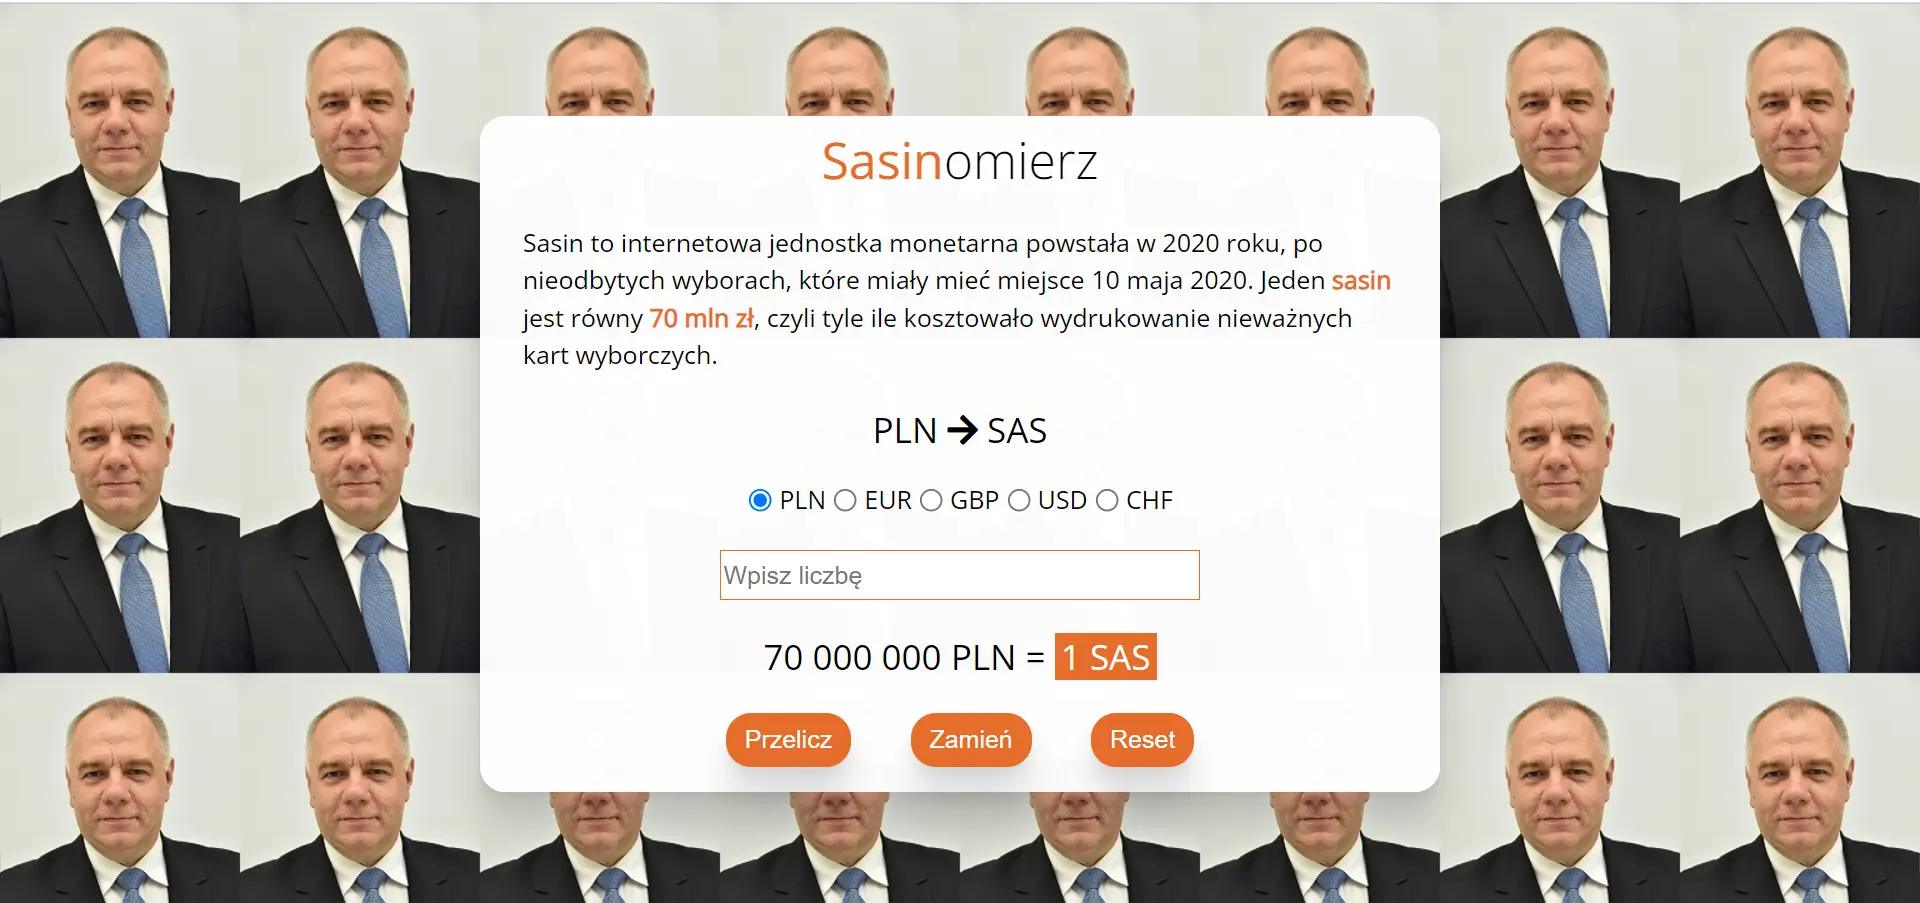 Sasinomierz
Sasin to internetowa jednostka monetarna powstała w 2020 roku, po
nieodbytych wyborach, które miały mieć miejsce 10 maja 2020. Jeden sasin
jest równy 70 mln zł, czyli tyle ile kosztowało wydrukowanie nieważnych
kart wyborczych.
PLN → SAS
PLN EUR GBP USD CHF
Wpisz liczbę
70 000 000 PLN = 1 SAS
Przelicz Zamień Reset